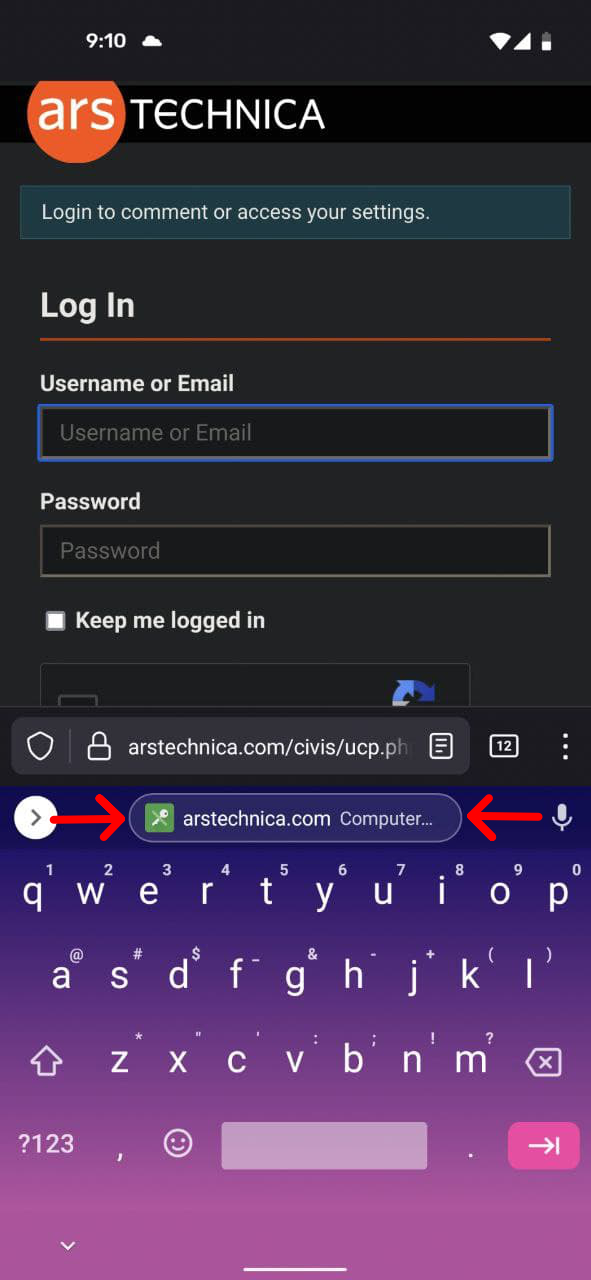 9:10
ars TECHNICA
Login to comment or access your settings.
Log In
Username or Email
Username or Email
Password
Password
Keep me logged in
arstechnica.com/civis/ucp.ph
12
arstechnica.com Computer...
1 2 3 4 5 6 7 8 9 0
q w e r t y u i o p
@ # $ _ & - + ( )
a s d f g h j k l
* " ' : ; ! ?
z x c v b n m
?123 , .